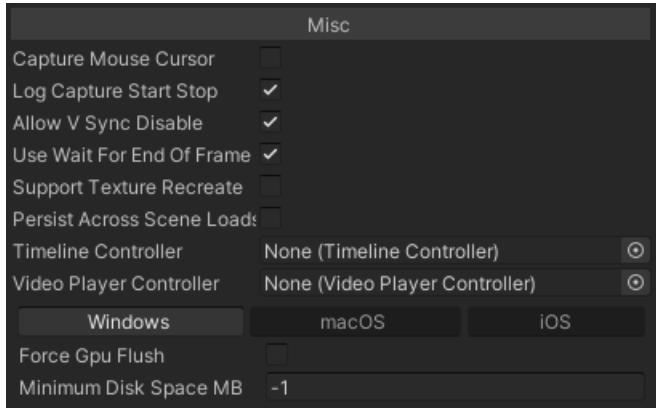 Misc
Capture Mouse Cursor
Log Capture Start Stop
Allow V Sync Disable
Use Wait For End Of Frame
Support Texture Recreate
Persist Across Scene Loads
Timeline Controller None (Timeline Controller)
Video Player Controller None (Video Player Controller)
Windows macOS iOS
Force Gpu Flush
Minimum Disk Space MB -1